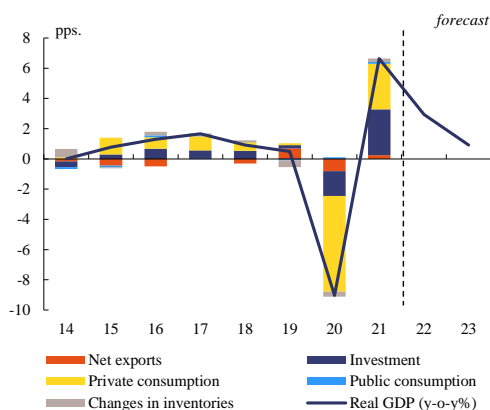 forecast
pps.
8
6
4
2
0
-2
-4
-6
-8
-10
14 15 16 17 18 19 20 21 22 23
Net exports Investment
Private consumption Public consumption
Changes in inventories Real GDP (y-o-y%)